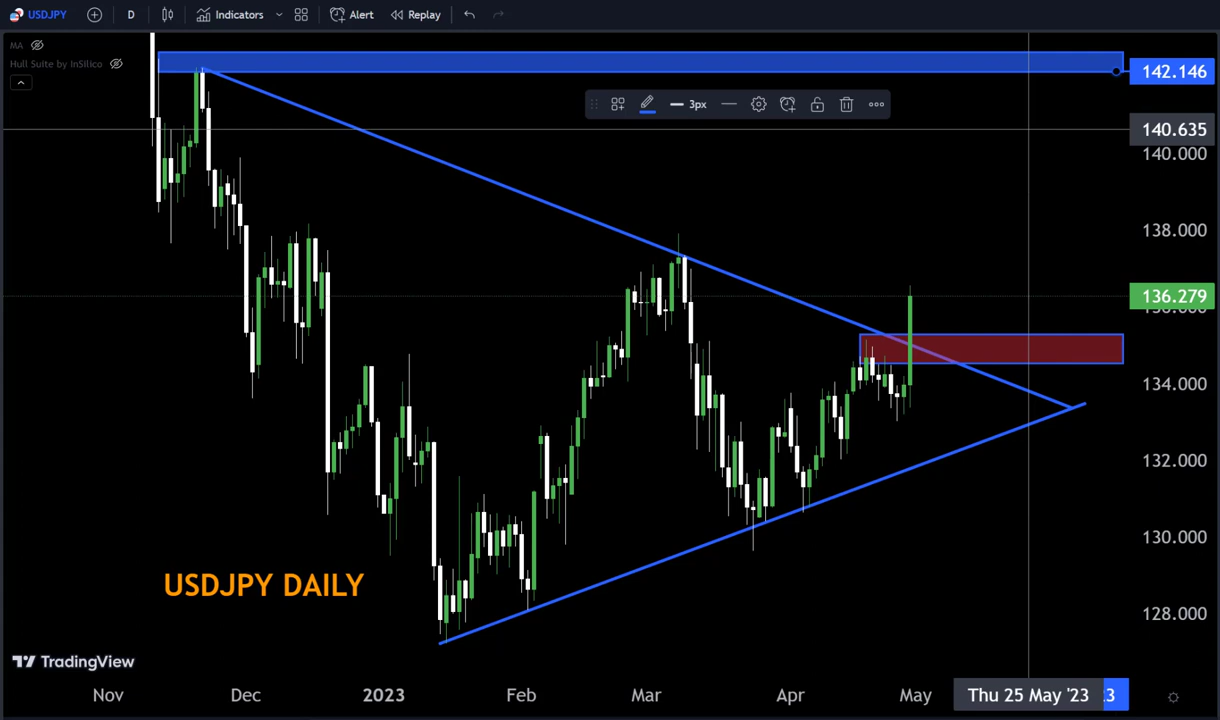 USDJPY D Indicators Alert Replay
MA
Hull Suite by InSilico
142.146
3px
140.635
140.000
138.000
136.279
134.000
132.000
130.000
USDJPY DAILY
128.000
TradingView
Nov Dec 2023 Feb Mar Apr May Thu 25 May '23 3